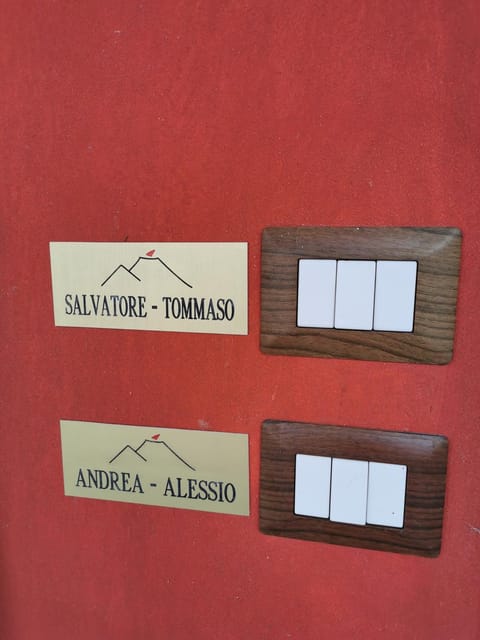 SALVATORE - TOMMASO
ANDREA - ALESSIO